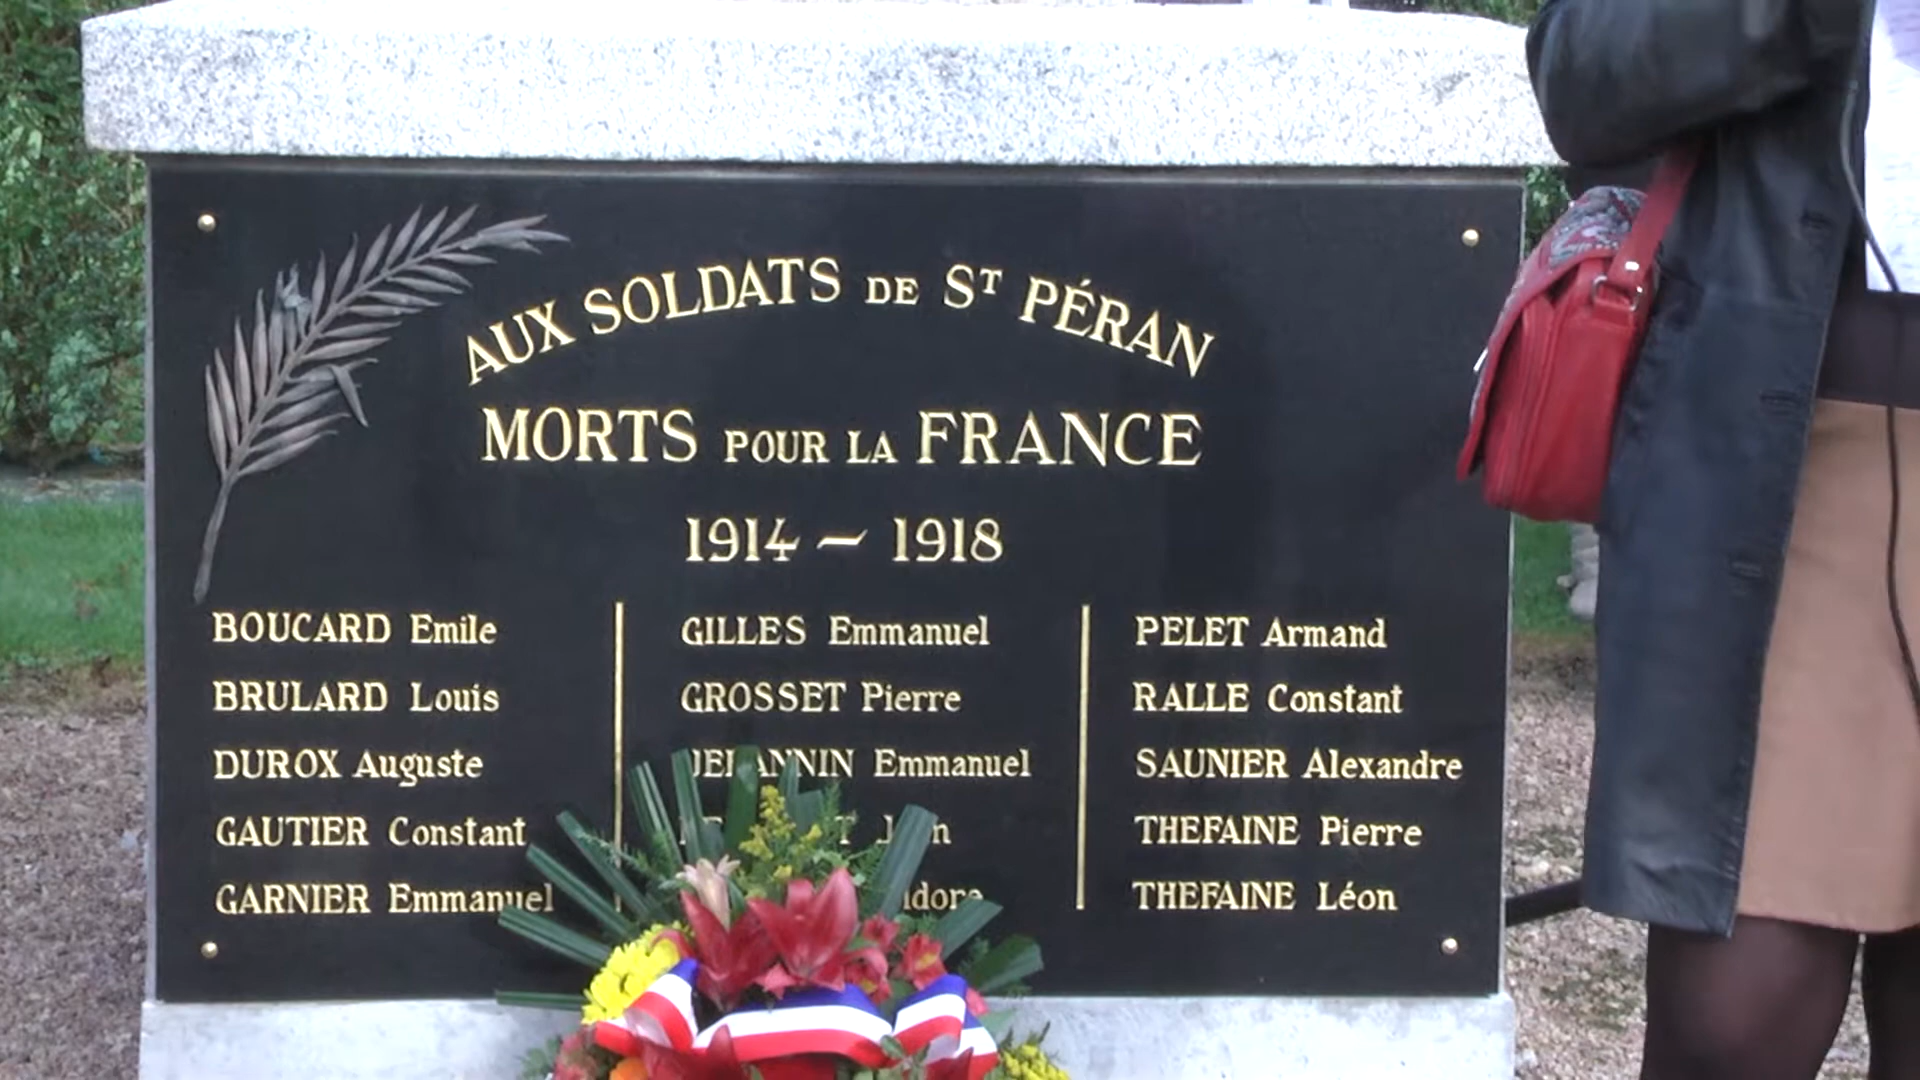 AUX SOLDATS DE ST PÉRAN
MORTS POUR LA FRANCE
1914 - 1918
BOUCARD Emile
BRULARD Louis
DUROX Auguste
GAUTIER Constant
GARNIER Emmanuel
GILLES Emmanuel
GROSSET Pierre
Emmanuel
PELET Armand
RALLE Constant
SAUNIER Alexandre
THEFAINE Pierre
THEFAINE Léon